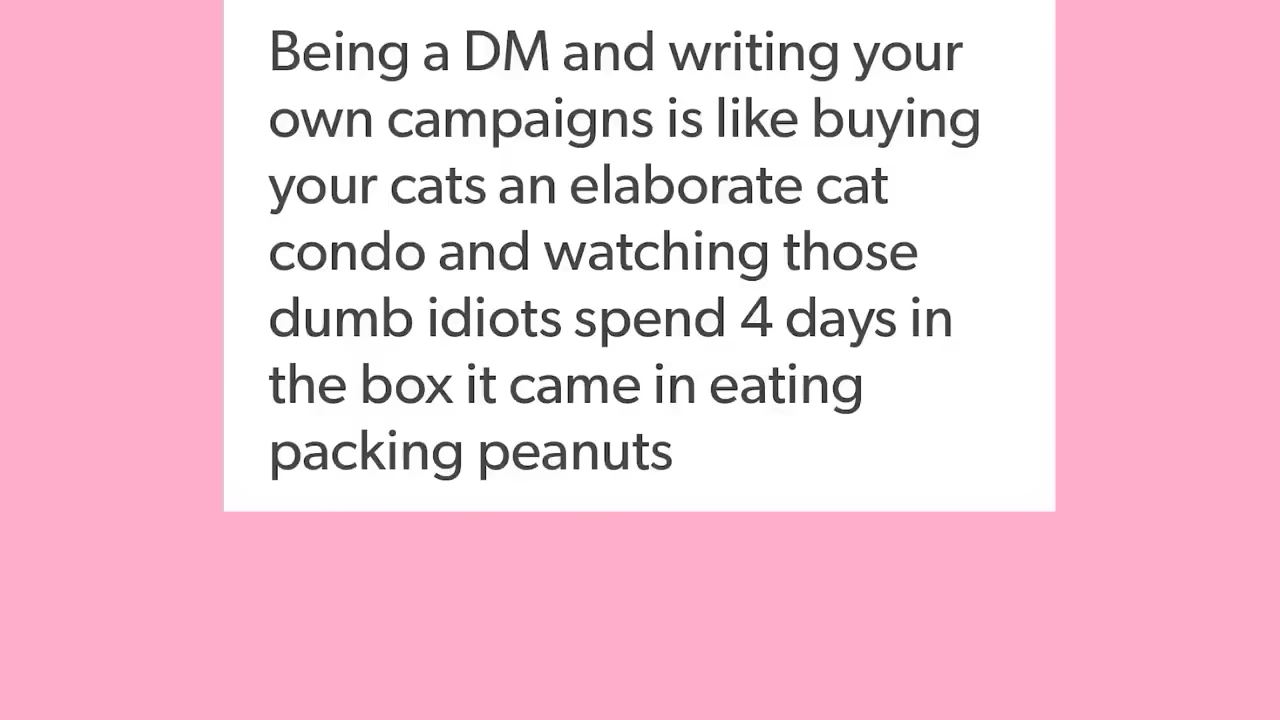 Being a DM and writing your
own campaigns is like buying
your cats an elaborate cat
condo and watching those
dumb idiots spend 4 days in
the box it came in eating
packing peanuts